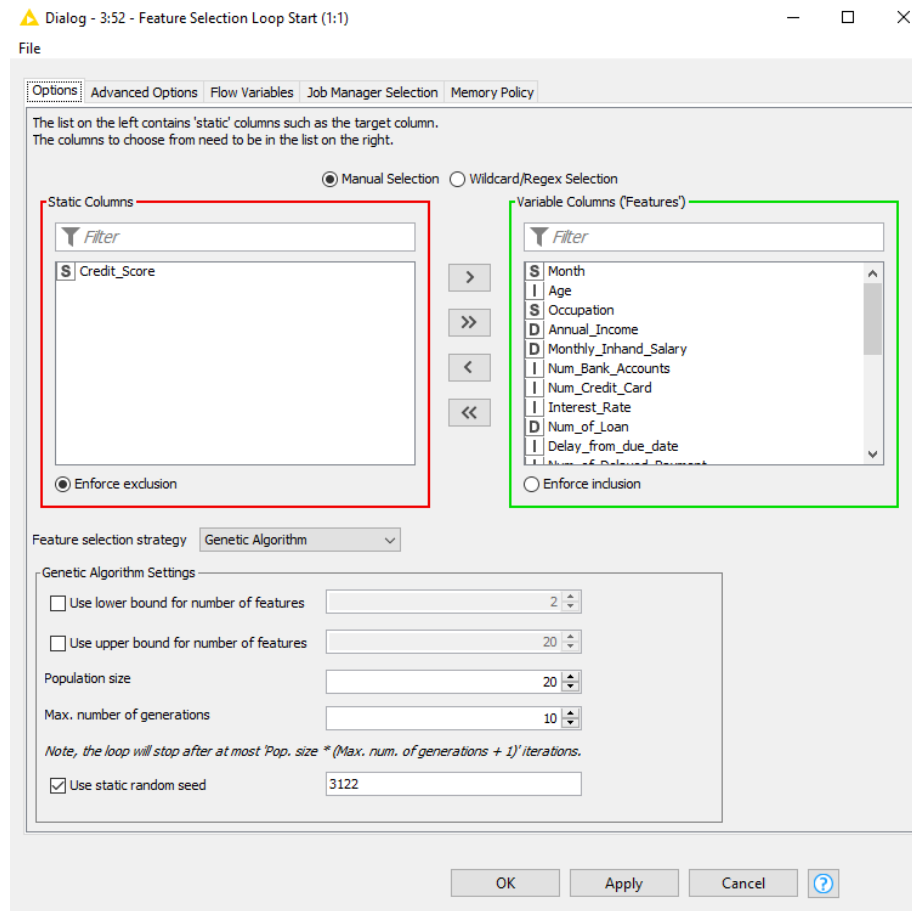 Dialog - 3:52 - Feature Selection Loop Start (1:1)
File
Options Advanced Options Flow Variables Job Manager Selection Memory Policy
The list on the left contains 'static' columns such as the target column.
The columns to choose from need to be in the list on the right.
Manual Selection Wildcard/Regex Selection
Static Columns
Filter
S Credit_Score
Enforce exclusion
>
>>
<
<<
Variable Columns ('Features')
Filter
S Month
I Age
S Occupation
D Annual_Income
D Monthly_Inhand_Salary
I Num_Bank_Accounts
I Num_Credit_Card
I Interest_Rate
D Num_of_Loan
I Delay_from_due_date
I Num_of_Delayed_Payment
Enforce inclusion
Feature selection strategy Genetic Algorithm
Genetic Algorithm Settings
Use lower bound for number of features 2
Use upper bound for number of features 20
Population size 20
Max. number of generations 10
Note, the loop will stop after at most 'Pop. size * (Max. num. of generations + 1)' iterations.
Use static random seed 3122
OK Apply Cancel ?